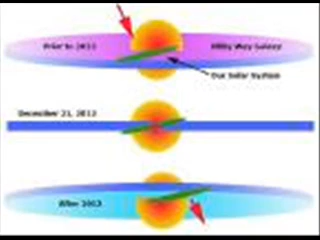 Prior to 2012
Milky Way Galaxy
Our Solar System
December 21, 2012
After 2012